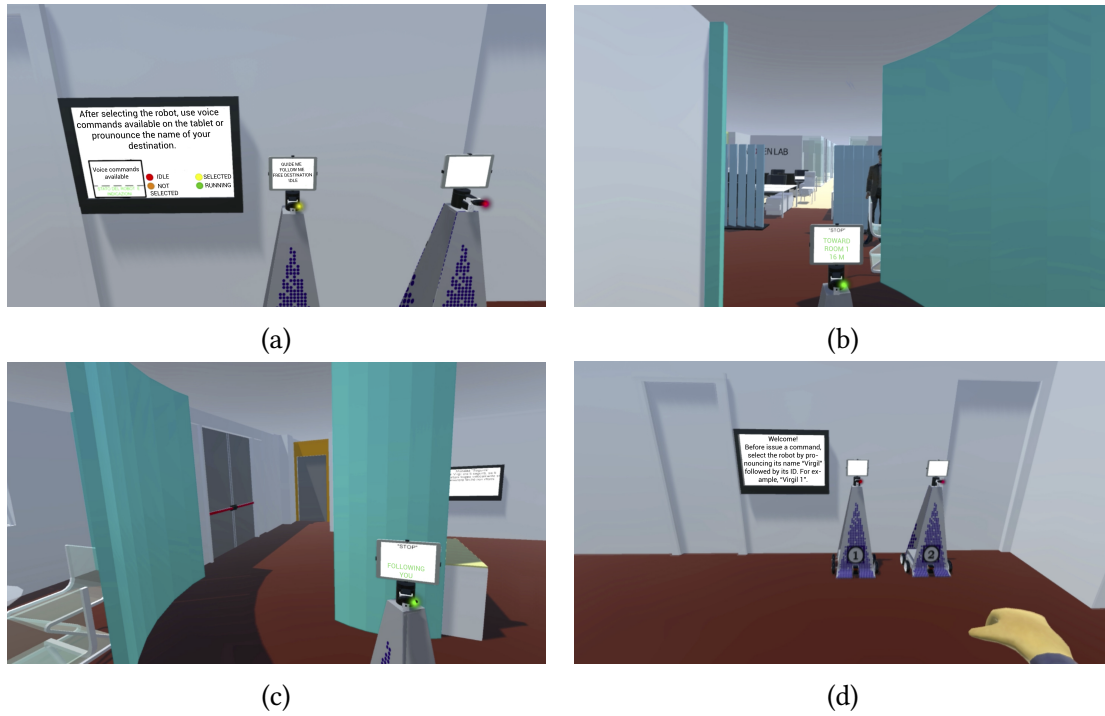 After selecting the robot, use voice
commands available on the tablet or
prounounce the name of your
destination.
Voice commands
available
IDLE
SELECTED
NOT
SELECTED
RUNNING
GUIDE ME
FOLLOW ME
FREE DESTINATION
IDLE
(a)
EN LAB
"STOP"
TOWARD
ROOM 1
16 M
(b)
"STOP"
FOLLOWING
YOU
(c)
Welcome!
Before issue a command,
select the robot by pro-
nouncing its name "Virgil"
followed by its ID. For ex-
ample, "Virgil 1".
1
2
(d)